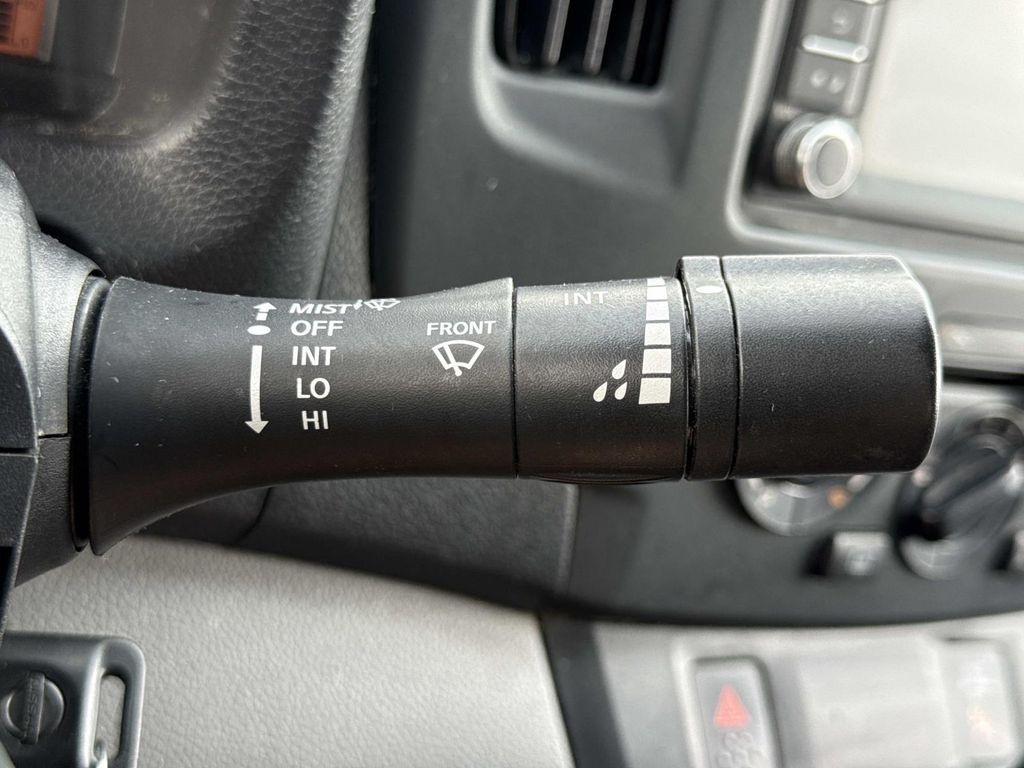 MIST
OFF
INT
LO
HI
FRONT
INT